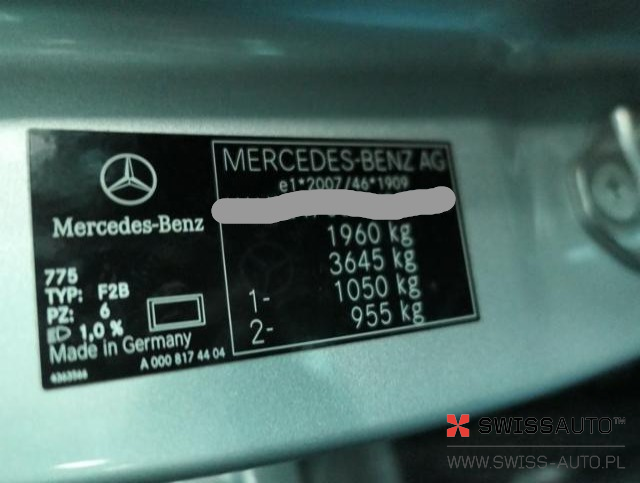 Mercedes-Benz
775
TYP: F2B
PZ: 6
1,0 %
Made in Germany
A 000 817 44 04
MERCEDES-BENZ AG
e1*2007/46*1909
1960 kg
3645 kg
1- 1050 kg
2- 955 kg
SWISSAUTO™
WWW.SWISS-AUTO.PL